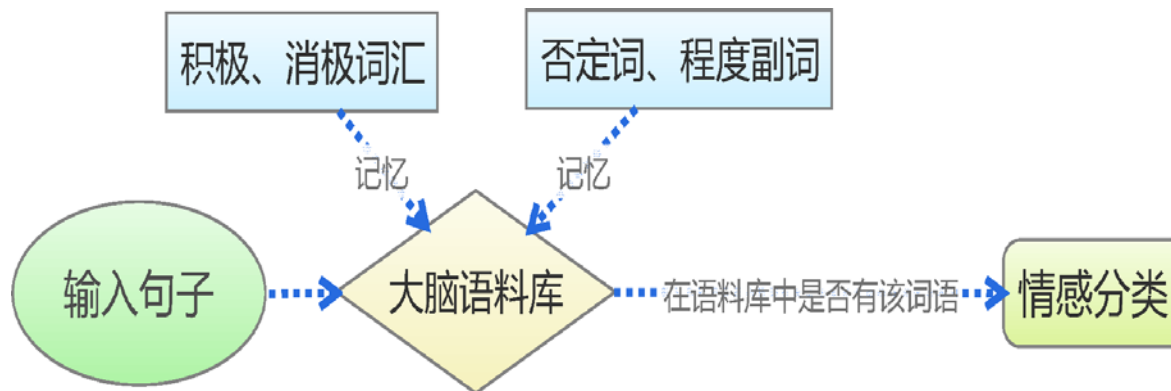 积极、消极词汇
否定词、程度副词
记忆
记忆
输入句子
大脑语料库
在语料库中是否有该词语
情感分类